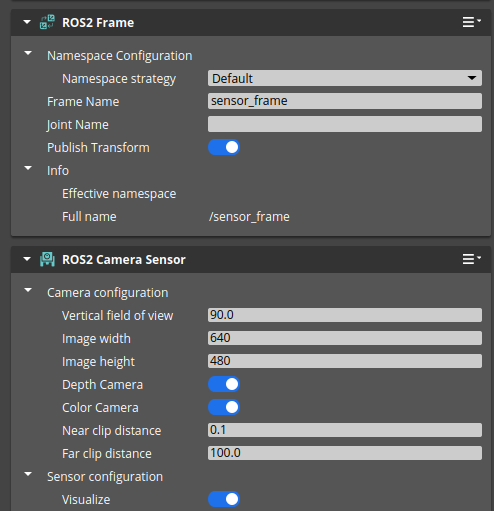 ROS2 Frame
Namespace Configuration
Namespace strategy Default
Frame Name sensor_frame
Joint Name
Publish Transform
Info
Effective namespace
Full name /sensor_frame
ROS2 Camera Sensor
Camera configuration
Vertical field of view 90.0
Image width 640
Image height 480
Depth Camera
Color Camera
Near clip distance 0.1
Far clip distance 100.0
Sensor configuration
Visualize